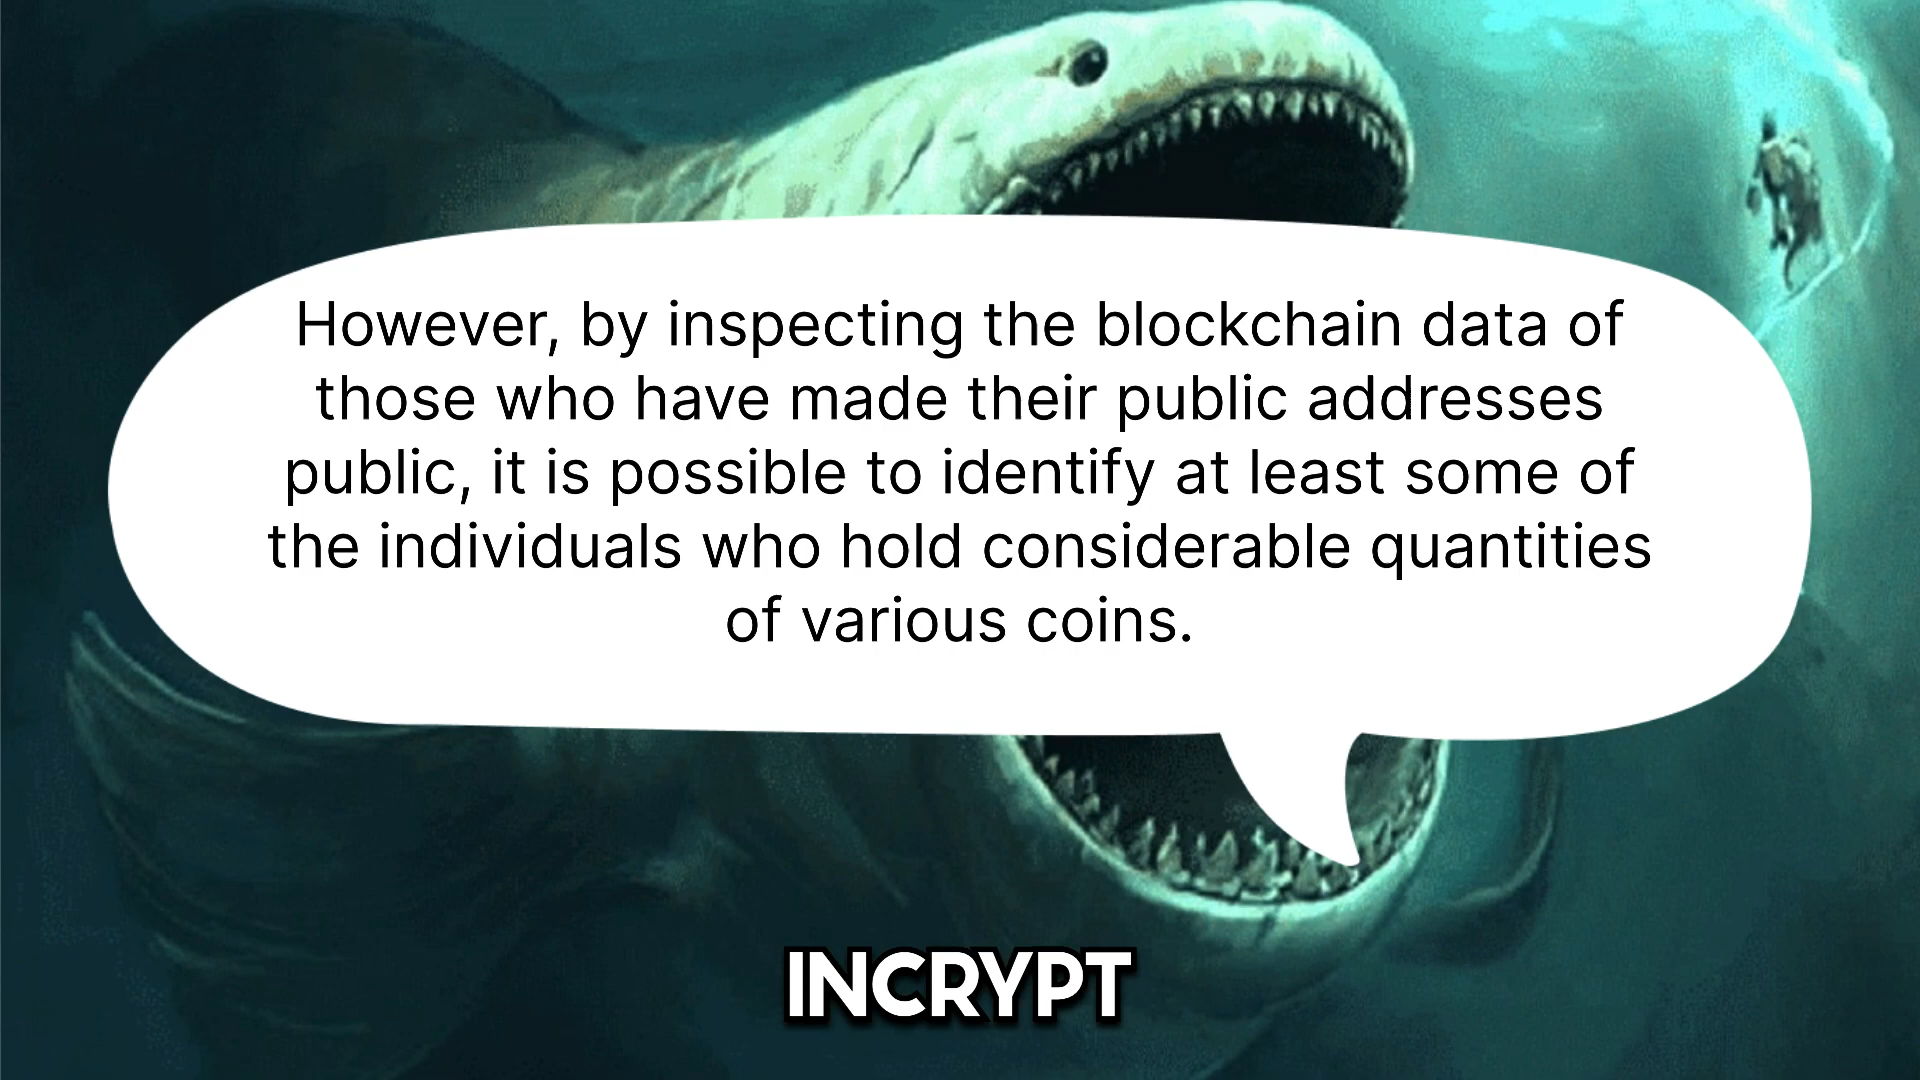 However, by inspecting the blockchain data of
those who have made their public addresses
public, it is possible to identify at least some of
the individuals who hold considerable quantities
of various coins.
INCRYPT